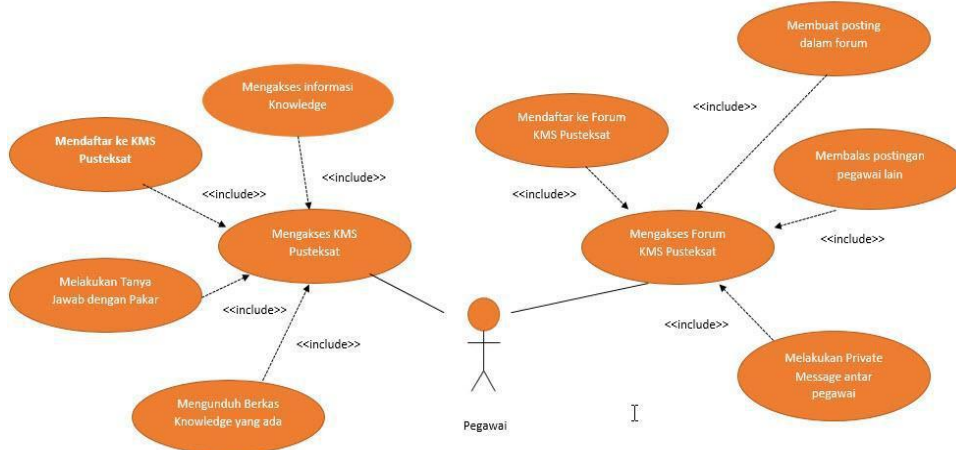 Membuat posting
dalam forum
Mengakses informasi
Knowledge
<<include>>
Mendaftar ke Forum
KMS Pusteksat
Mendaftar ke KMS
Pusteksat
Membalas postingan
pegawai lain
<<include>>
<<include>>
<<include>>
Mengakses KMS
Pusteksat
Mengakses Forum
KMS Pusteksat
<<include>>
Melakukan Tanya
Jawab dengan Pakar
<<include>>
<<include>>
<<include>>
Melakukan Private
Message antar
pegawai
Mengunduh Berkas
Knowledge yang ada
Pegawai